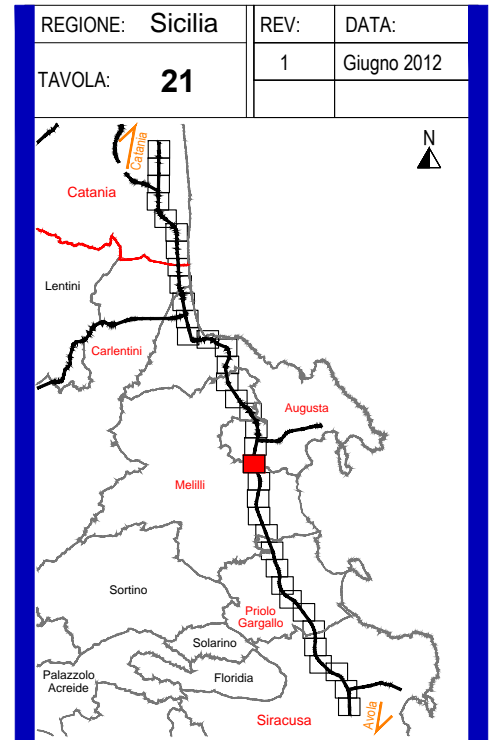 REGIONE: Sicilia
REV:
DATA:
TAVOLA: 21
1
Giugno 2012
N
Catania
Catania
Lentini
Carlentini
Augusta
Melilli
Sortino
Priolo
Gargallo
Solarino
Palazzolo
Acreide
Floridia
Siracusa
Avola